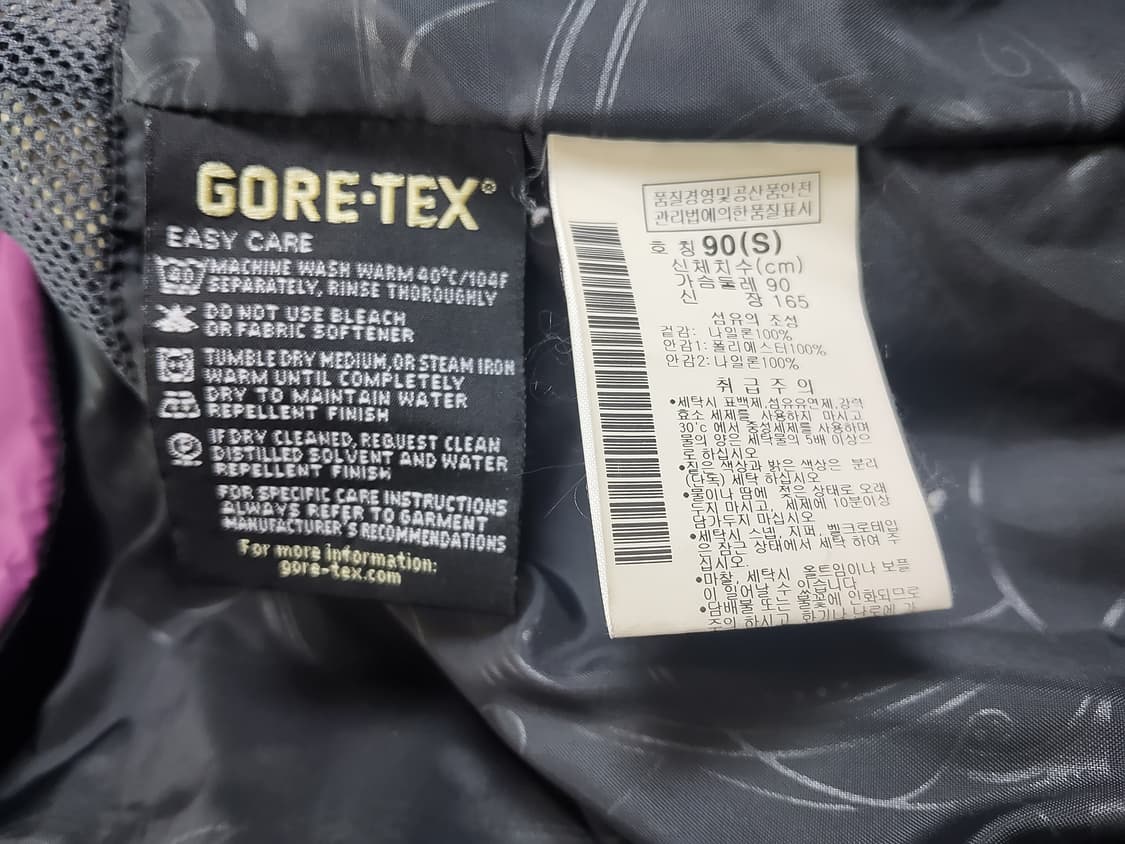 GORE-TEX®
EASY CARE
40
MACHINE WASH WARM 40°C/104F
SEPARATELY, RINSE THOROUGHLY
DO NOT USE BLEACH
OR FABRIC SOFTENER
TUMBLE DRY MEDIUM, OR STEAM IRON
WARM UNTIL COMPLETELY
DRY TO MAINTAIN WATER
REPELLENT FINISH
IF DRY CLEANED, REQUEST CLEAN
DISTILLED SOLVENT AND WATER
REPELLENT FINISH
FOR SPECIFIC CARE INSTRUCTIONS
ALWAYS REFER TO GARMENT
MANUFACTURER'S RECOMMENDATIONS
For more information:
gore-tex.com
품질경영및공산품안전
관리법에의한품질표시
호 칭 90(S)
신체치수(cm)
가슴둘레 90
신 장 165
섬유의 조성
겉감: 나일론100%
안감1: 폴리에스터100%
안감2: 나일론100%
취 급 주 의
•세탁시 표백제,섬유유연제,강력
효소 세제를 사용하지 마시고,
30℃ 에서 중성세제를 사용하며
물의 양은 세탁물의 5배 이상으
로 하십시오
•짙은 색상과 밝은 색상은 분리
(단독) 세탁 하십시오
•물이나 땀에 젖은 상태로 오래
두지 마시고, 세제에 10분이상
담가두지 마십시오
•세탁시 스냅, 지퍼, 벨크로테입
은 잠근 상태에서 세탁 하여 주
십시오.
•마찰, 세탁시 올트임이나 보플
이 일어날 수 있습니다
•담배불 또는 불꽃에 인화되므로
주의 하시고, 화기나 난로에 가